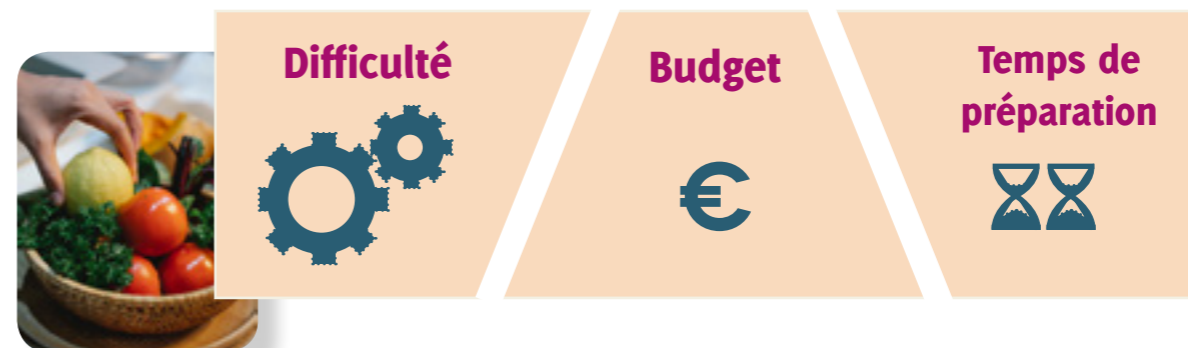 Difficulté
Budget
Temps de
préparation
€